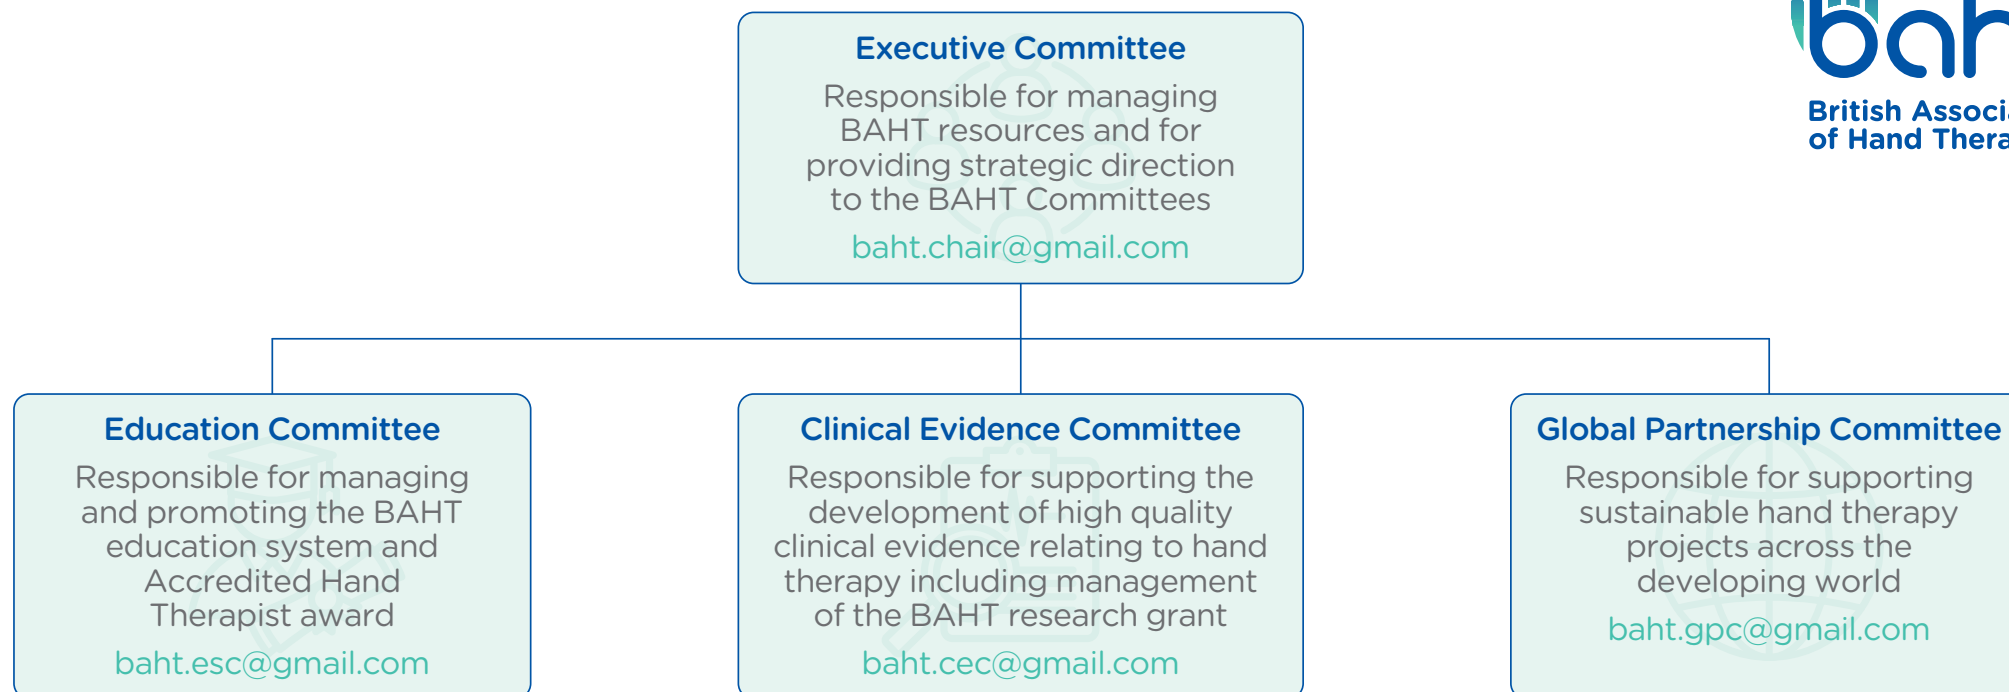 Executive Committee
Responsible for managing
BAHT resources and for
providing strategic direction
to the BAHT Committees
baht.chair@gmail.com
British
of Hand
Education Committee
Responsible for managing
and promoting the BAHT
education system and
Accredited Hand
Therapist award
baht.esc@gmail.com
Clinical Evidence Committee
Responsible for supporting the
development of high quality
clinical evidence relating to hand
therapy including management
of the BAHT research grant
baht.cec@gmail.com
Global Partnership Committee
Responsible for supporting
sustainable hand therapy
projects across the
developing world
baht.gpc@gmail.com